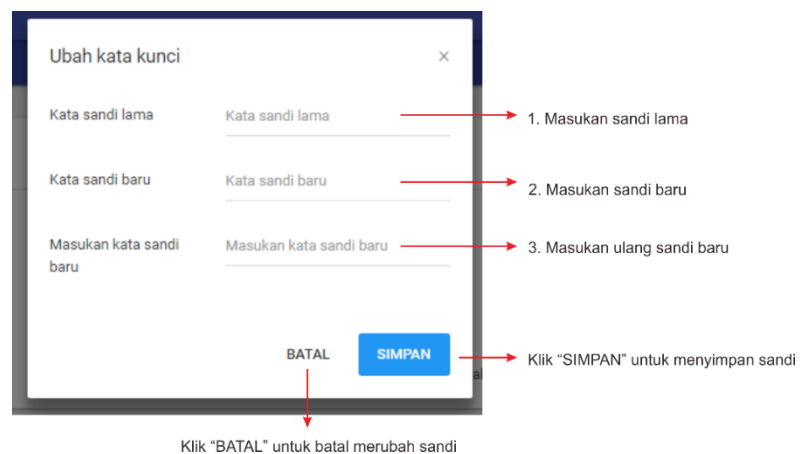 Ubah kata kunci
Kata sandi lama
Kata sandi lama
1. Masukan sandi lama
Kata sandi baru
Kata sandi baru
2. Masukan sandi baru
Masukan kata sandi
baru
Masukan kata sandi baru
3. Masukan ulang sandi baru
BATAL
SIMPAN
Klik “SIMPAN” untuk menyimpan sandi
Klik “BATAL” untuk batal merubah sandi